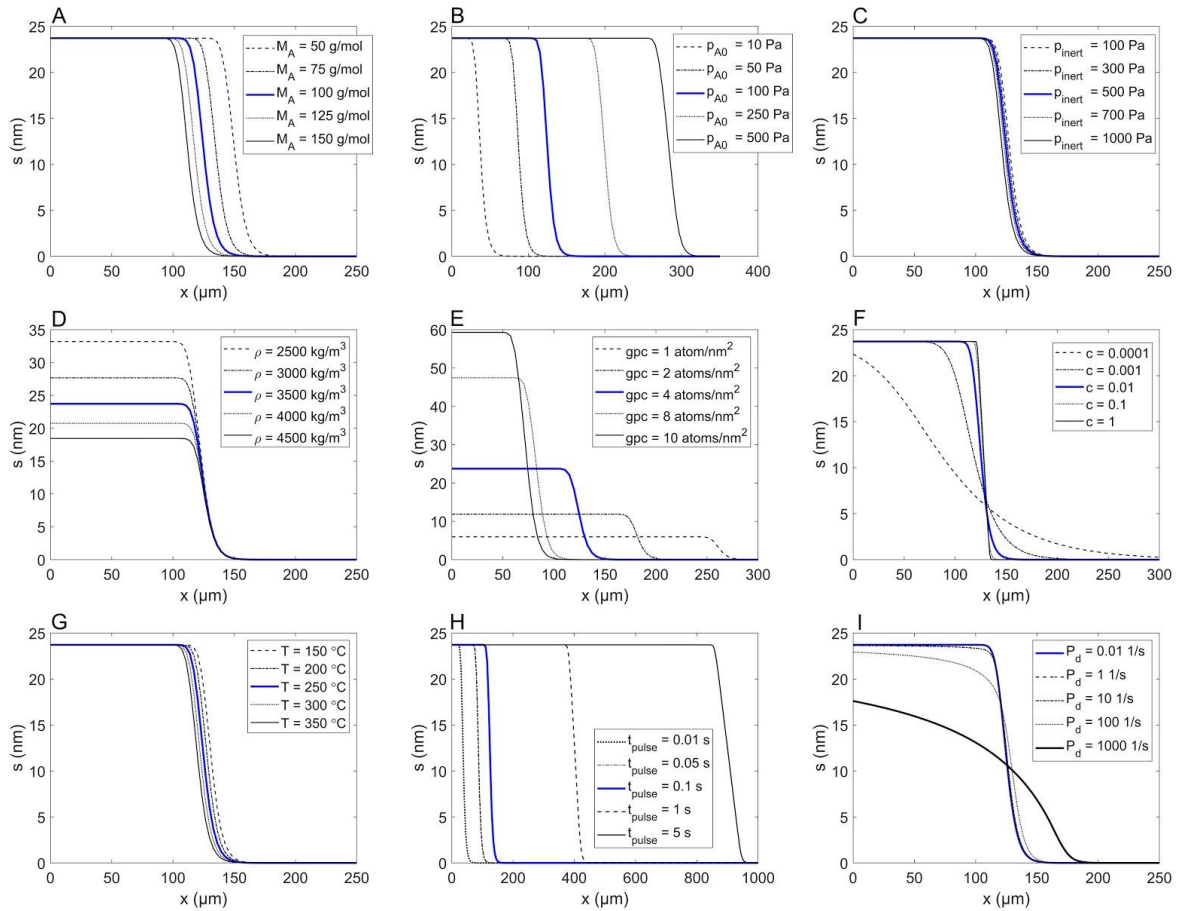 A
25
20
15
10
5
0
s (nm)
0 50 100 150 200 250
x (µm)
M_A = 50 g/mol
M_A = 75 g/mol
M_A = 100 g/mol
M_A = 125 g/mol
M_A = 150 g/mol
B
25
20
15
10
5
0
s (nm)
0 100 200 300 400
x (µm)
p_A0 = 10 Pa
p_A0 = 50 Pa
p_A0 = 100 Pa
p_A0 = 250 Pa
p_A0 = 500 Pa
C
25
20
15
10
5
0
s (nm)
0 50 100 150 200 250
x (µm)
p_inert = 100 Pa
p_inert = 300 Pa
p_inert = 500 Pa
p_inert = 700 Pa
p_inert = 1000 Pa
D
35
30
25
20
15
10
5
0
s (nm)
0 50 100 150 200 250
x (µm)
ρ = 2500 kg/m³
ρ = 3000 kg/m³
ρ = 3500 kg/m³
ρ = 4000 kg/m³
ρ = 4500 kg/m³
E
60
50
40
30
20
10
0
s (nm)
0 50 100 150 200 250 300
x (µm)
gpc = 1 atom/nm²
gpc = 2 atoms/nm²
gpc = 4 atoms/nm²
gpc = 8 atoms/nm²
gpc = 10 atoms/nm²
F
25
20
15
10
5
0
s (nm)
0 50 100 150 200 250 300
x (µm)
c = 0.0001
c = 0.001
c = 0.01
c = 0.1
c = 1
G
25
20
15
10
5
0
s (nm)
0 50 100 150 200 250
x (µm)
T = 150 °C
T = 200 °C
T = 250 °C
T = 300 °C
T = 350 °C
H
25
20
15
10
5
0
s (nm)
0 200 400 600 800 1000
x (µm)
t_pulse = 0.01 s
t_pulse = 0.05 s
t_pulse = 0.1 s
t_pulse = 1 s
t_pulse = 5 s
I
25
20
15
10
5
0
s (nm)
0 50 100 150 200 250
x (µm)
P_d = 0.01 1/s
P_d = 1 1/s
P_d = 10 1/s
P_d = 100 1/s
P_d = 1000 1/s